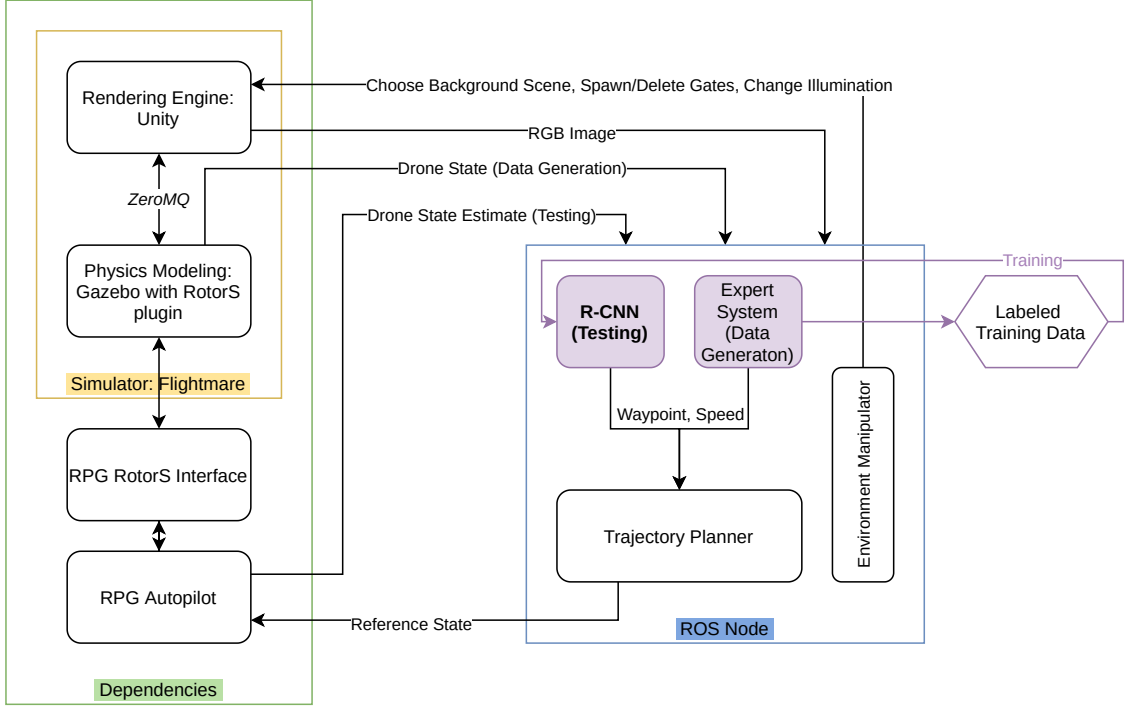 Rendering Engine:
Unity
Choose Background Scene, Spawn/Delete Gates, Change Illumination
RGB Image
Drone State (Data Generation)
ZeroMQ
Drone State Estimate (Testing)
Physics Modeling:
Gazebo with RotorS
plugin
Simulator: Flightmare
RPG RotorS Interface
RPG Autopilot
Dependencies
Training
R-CNN
(Testing)
Expert
System
(Data
Generaton)
Labeled
Training Data
Waypoint, Speed
Environment Manipulator
Trajectory Planner
Reference State
ROS Node